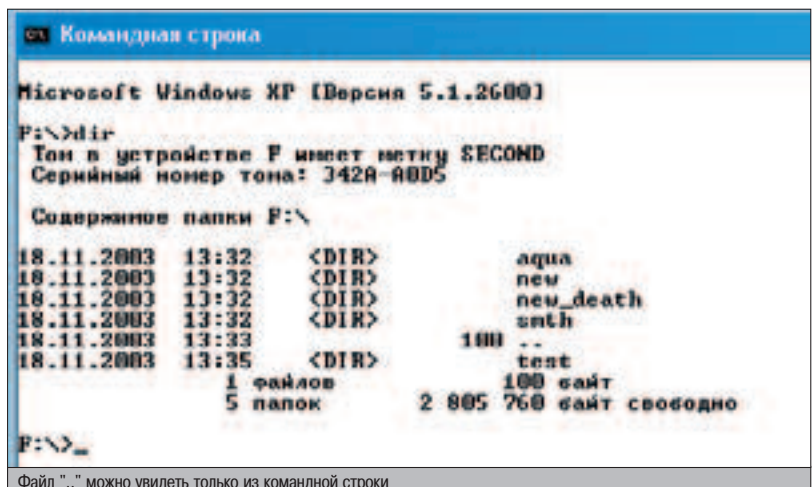 Командная строка
Microsoft Windows XP [Версия 5.1.2600]
F:\>dir
Том в устройстве F имеет метку SECOND
Серийный номер тома: 342A-A0D5
Содержимое папки F:\
18.11.2003 13:32 <DIR> aqua
18.11.2003 13:32 <DIR> new
18.11.2003 13:32 <DIR> new_death
18.11.2003 13:32 <DIR> smth
18.11.2003 13:33 100 ..
18.11.2003 13:35 <DIR> test
1 файлов 100 байт
5 папок 2 805 760 байт свободно
F:\>_
Файл ".." можно увидеть только из командной строки